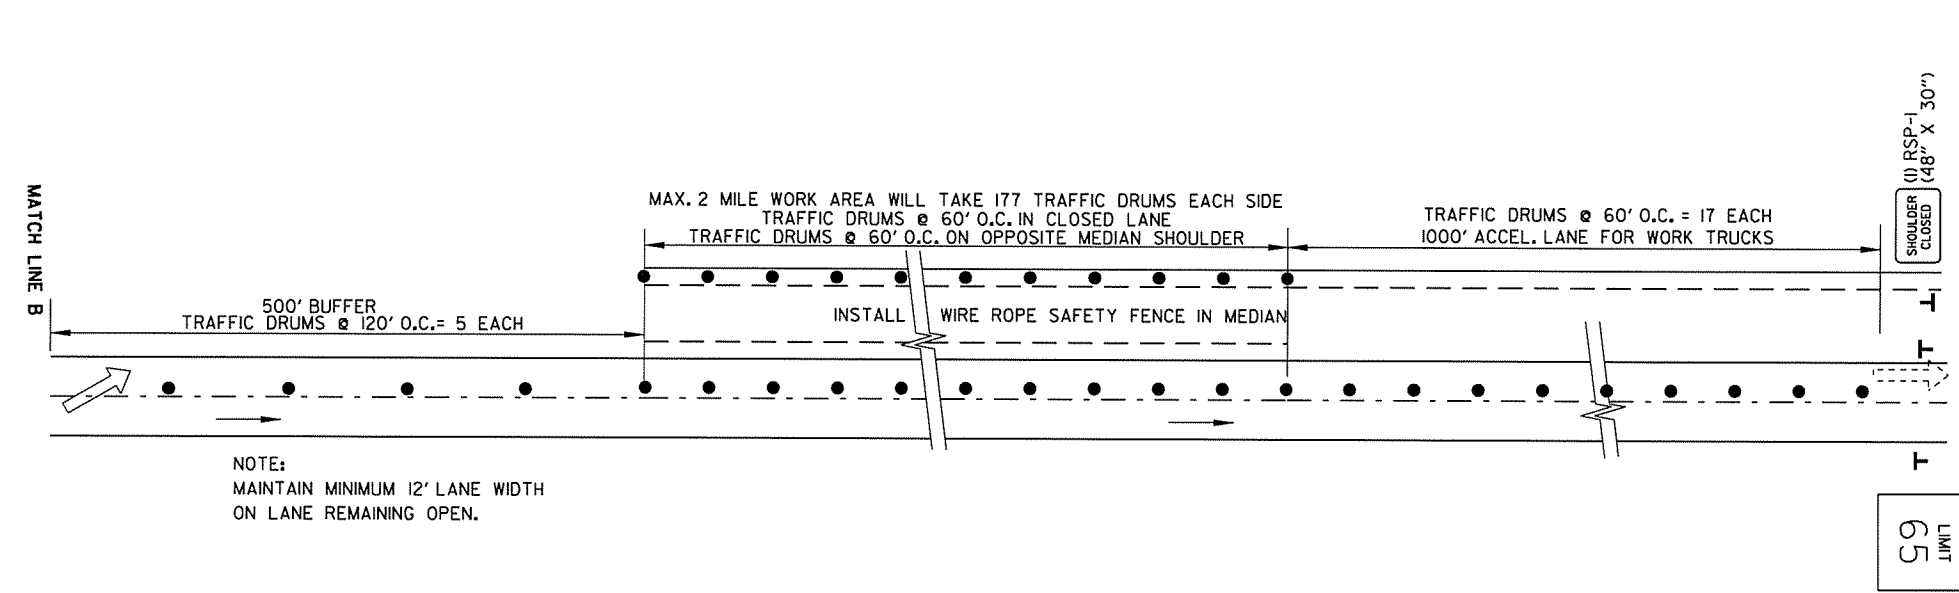 MATCH LINE B
500' BUFFER
TRAFFIC DRUMS @ 120' O.C.= 5 EACH
MAX. 2 MILE WORK AREA WILL TAKE 177 TRAFFIC DRUMS EACH SIDE
TRAFFIC DRUMS @ 60' O.C. IN CLOSED LANE
TRAFFIC DRUMS @ 60' O.C. ON OPPOSITE MEDIAN SHOULDER
INSTALL WIRE ROPE SAFETY FENCE IN MEDIAN
TRAFFIC DRUMS @ 60' O.C. = 17 EACH
1000' ACCEL. LANE FOR WORK TRUCKS
(1) RSP-1
(48" X 30")
SHOULDER
CLOSED
NOTE:
MAINTAIN MINIMUM 12' LANE WIDTH
ON LANE REMAINING OPEN.
LIMIT
65